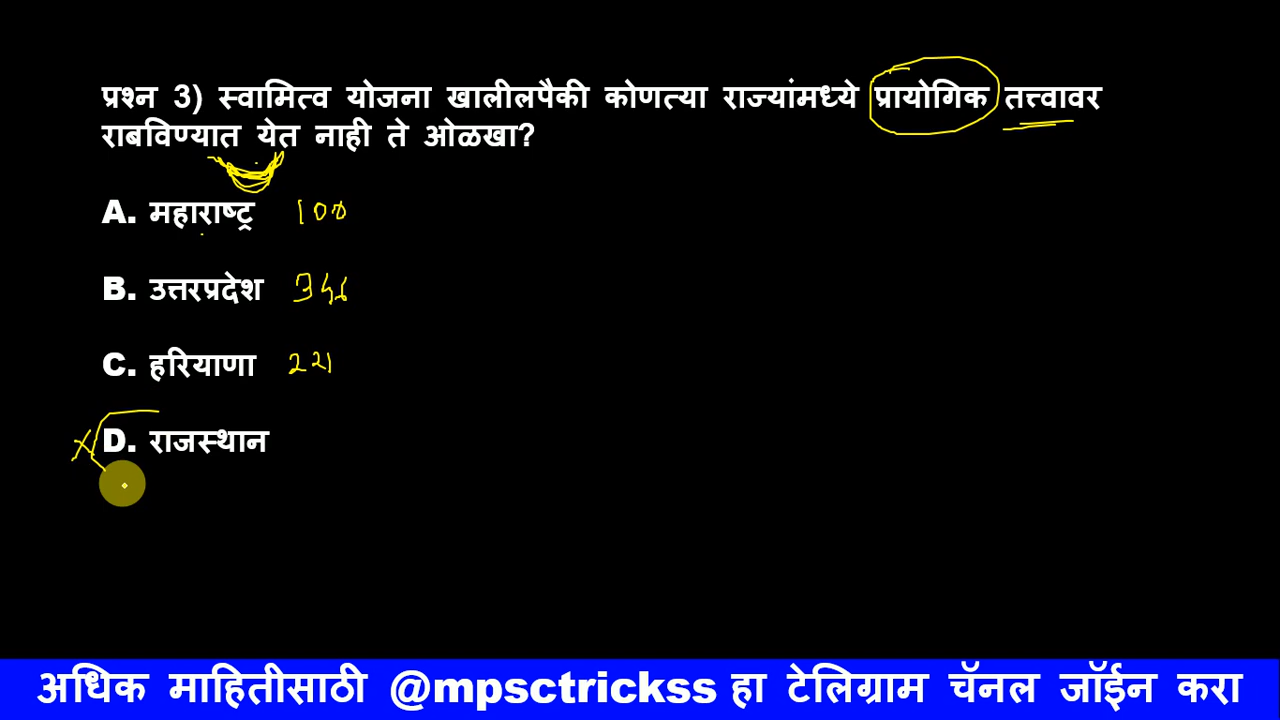 प्रश्न 3) स्वामित्व योजना खालीलपैकी कोणत्या राज्यांमध्ये प्रायोगिक तत्त्वावर
राबविण्यात येत नाही ते ओळखा?
A. महाराष्ट्र 100
B. उत्तरप्रदेश 346
C. हरियाणा 221
D. राजस्थान
अधिक माहितीसाठी @mpsctrickss हा टेलिग्राम चॅनल जॉईन करा